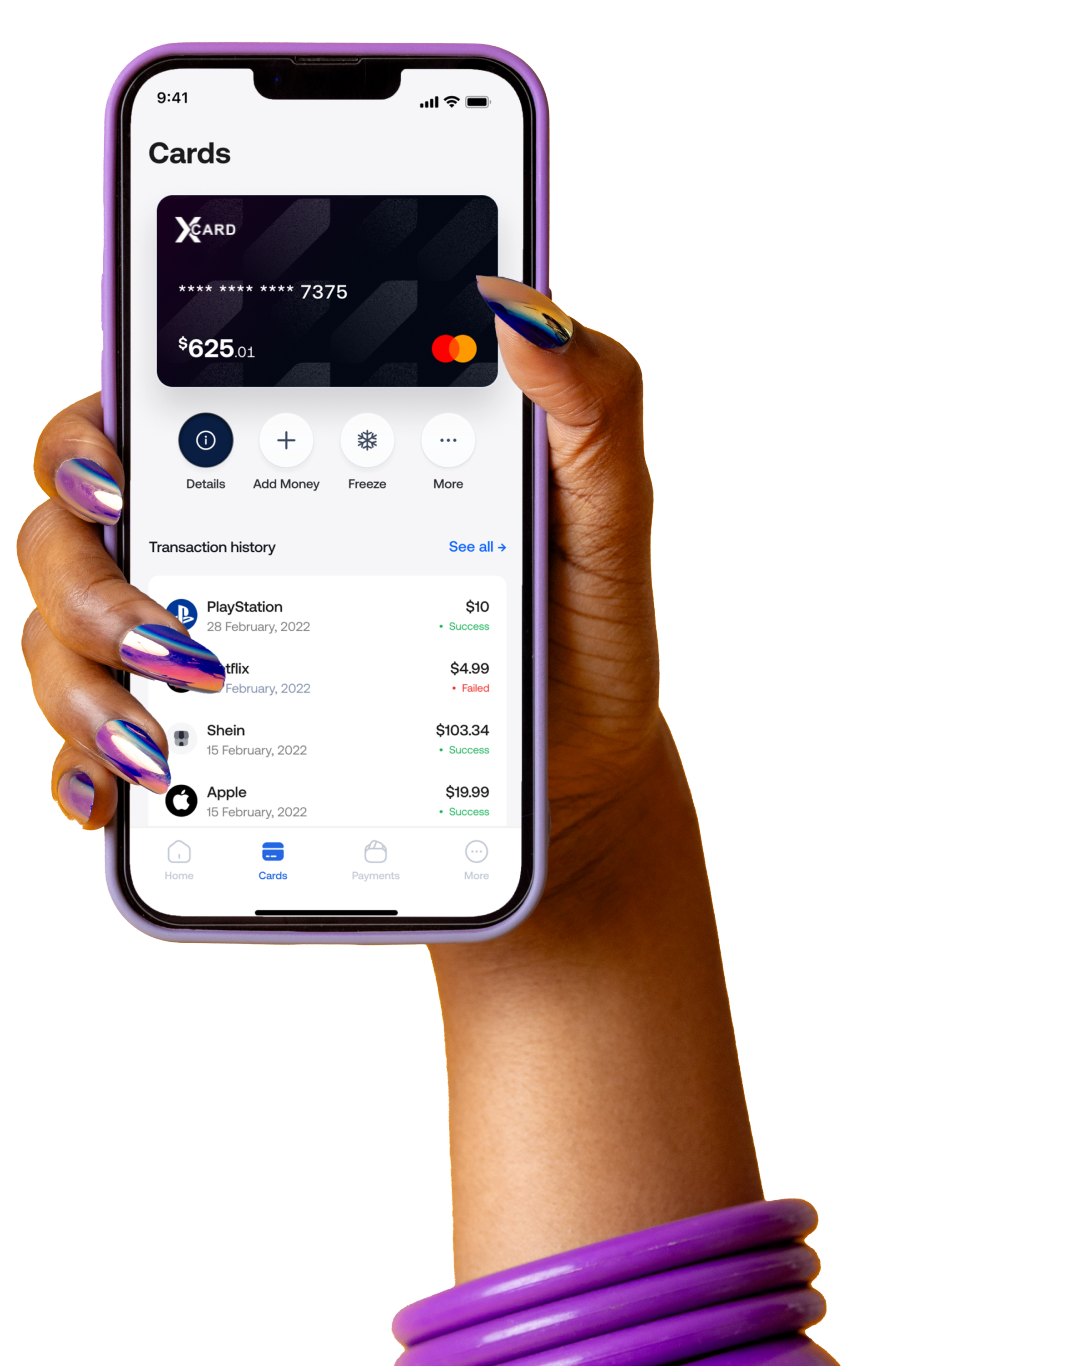 9:41
Cards
XCARD
**** **** **** 7375
$625.01
Details Add Money Freeze More
Transaction history See all →
PlayStation $10
28 February, 2022 • Success
tflix $4.99
February, 2022 • Failed
Shein $103.34
15 February, 2022 • Success
Apple $19.99
15 February, 2022 • Success
Home Cards Payments More